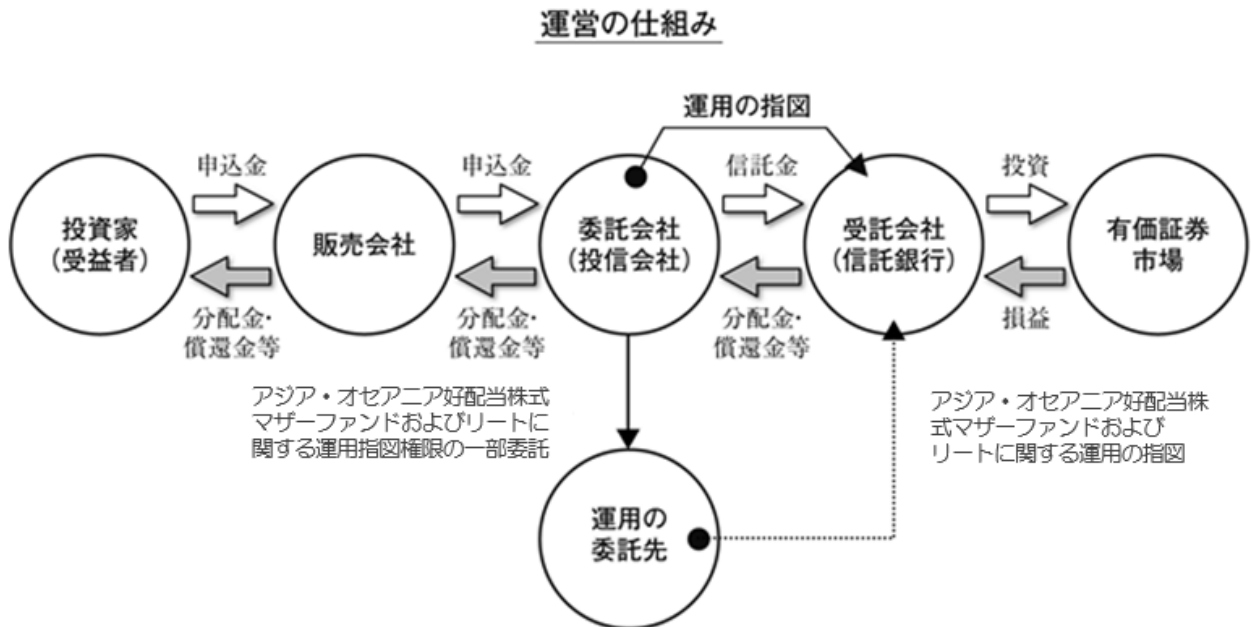 運営の仕組み
運用の指図
申込金
申込金
信託金
投資
投資家
（受益者）
販売会社
委託会社
（投信会社）
受託会社
（信託銀行）
有価証券
市場
分配金・
償還金等
分配金・
償還金等
分配金・
償還金等
損益
アジア・オセアニア好配当株式
マザーファンドおよびリートに
関する運用指図権限の一部委託
アジア・オセアニア好配当株
式マザーファンドおよび
リートに関する運用の指図
運用の
委託先